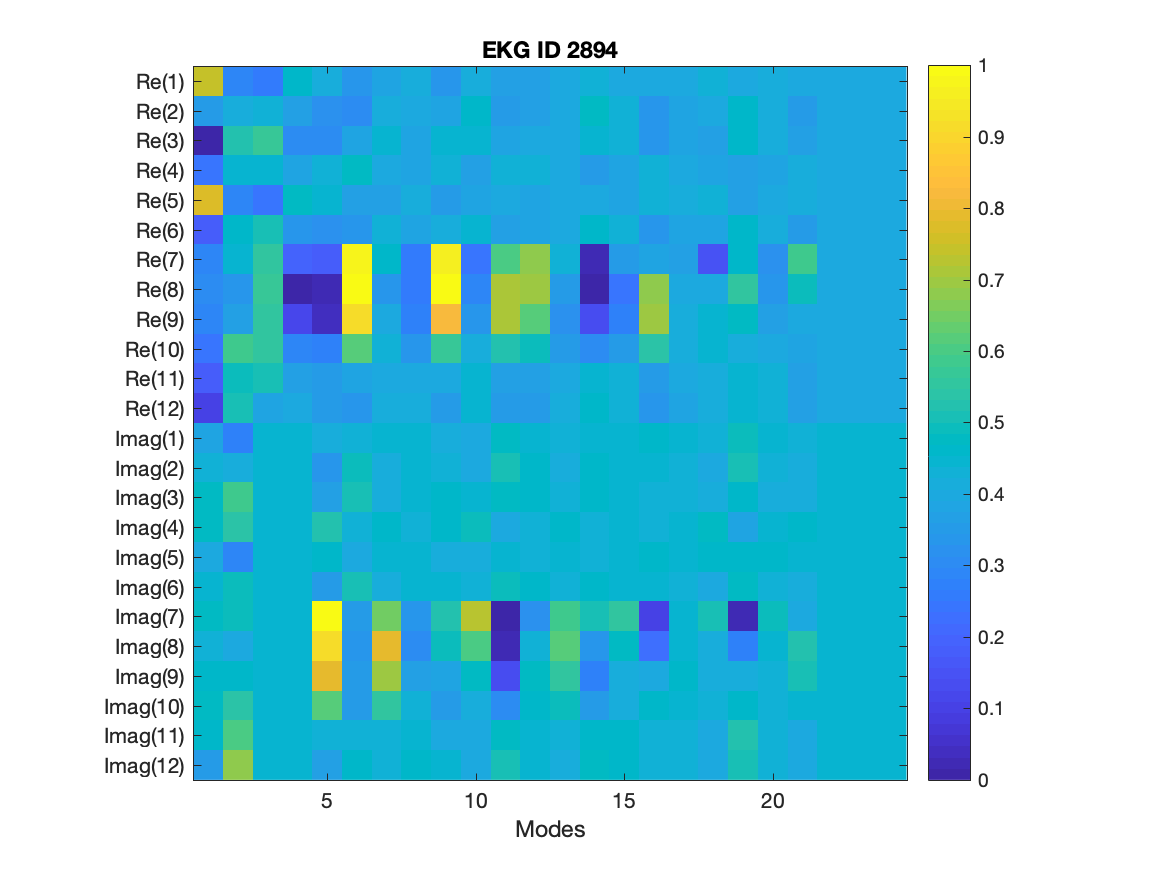 EKG ID 2894
Re(1)
Re(2)
Re(3)
Re(4)
Re(5)
Re(6)
Re(7)
Re(8)
Re(9)
Re(10)
Re(11)
Re(12)
Imag(1)
Imag(2)
Imag(3)
Imag(4)
Imag(5)
Imag(6)
Imag(7)
Imag(8)
Imag(9)
Imag(10)
Imag(11)
Imag(12)
5 10 15 20
Modes
1
0.9
0.8
0.7
0.6
0.5
0.4
0.3
0.2
0.1
0